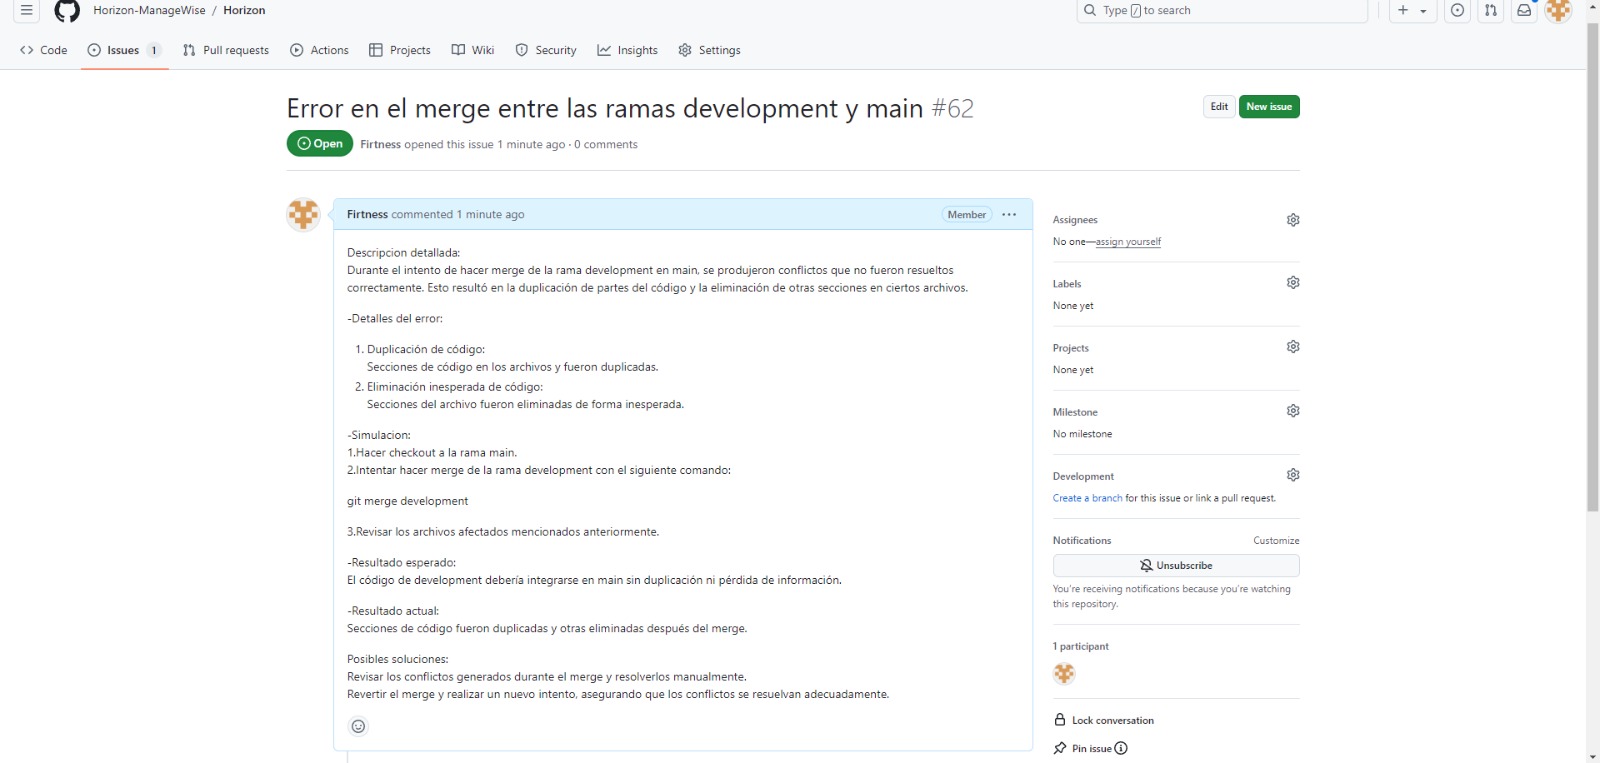 Horizon-ManageWise / Horizon
Type / to search
Code
Issues 1
Pull requests
Actions
Projects
Wiki
Security
Insights
Settings
Error en el merge entre las ramas development y main #62
Edit
New issue
Open
Firtness opened this issue 1 minute ago · 0 comments
Firtness commented 1 minute ago
Member
Descripcion detallada:
Durante el intento de hacer merge de la rama development en main, se produjeron conflictos que no fueron resueltos
correctamente. Esto resultó en la duplicación de partes del código y la eliminación de otras secciones en ciertos archivos.
-Detalles del error:
1. Duplicación de código:
Secciones de código en los archivos y fueron duplicadas.
2. Eliminación inesperada de código:
Secciones del archivo fueron eliminadas de forma inesperada.
-Simulacion:
1.Hacer checkout a la rama main.
2.Intentar hacer merge de la rama development con el siguiente comando:
git merge development
3.Revisar los archivos afectados mencionados anteriormente.
-Resultado esperado:
El código de development debería integrarse en main sin duplicación ni pérdida de información.
-Resultado actual:
Secciones de código fueron duplicadas y otras eliminadas después del merge.
Posibles soluciones:
Revisar los conflictos generados durante el merge y resolverlos manualmente.
Revertir el merge y realizar un nuevo intento, asegurando que los conflictos se resuelvan adecuadamente.
Assignees
No one—assign yourself
Labels
None yet
Projects
None yet
Milestone
No milestone
Development
Create a branch for this issue or link a pull request.
Notifications
Customize
Unsubscribe
You're receiving notifications because you're watching
this repository.
1 participant
Lock conversation
Pin issue